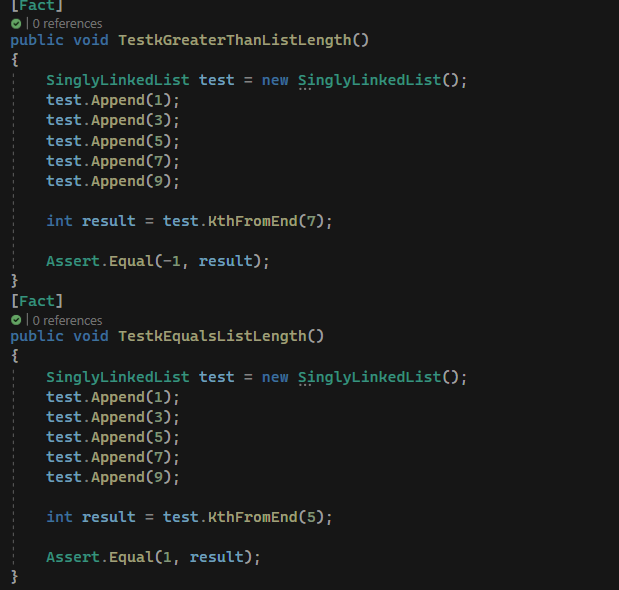 [Fact]
| 0 references
public void TestkGreaterThanListLength()
{
SinglyLinkedList test = new SinglyLinkedList();
test.Append(1);
test.Append(3);
test.Append(5);
test.Append(7);
test.Append(9);
int result = test.KthFromEnd(7);
Assert.Equal(-1, result);
}
[Fact]
| 0 references
public void TestkEqualsListLength()
{
SinglyLinkedList test = new SinglyLinkedList();
test.Append(1);
test.Append(3);
test.Append(5);
test.Append(7);
test.Append(9);
int result = test.KthFromEnd(5);
Assert.Equal(1, result);
}